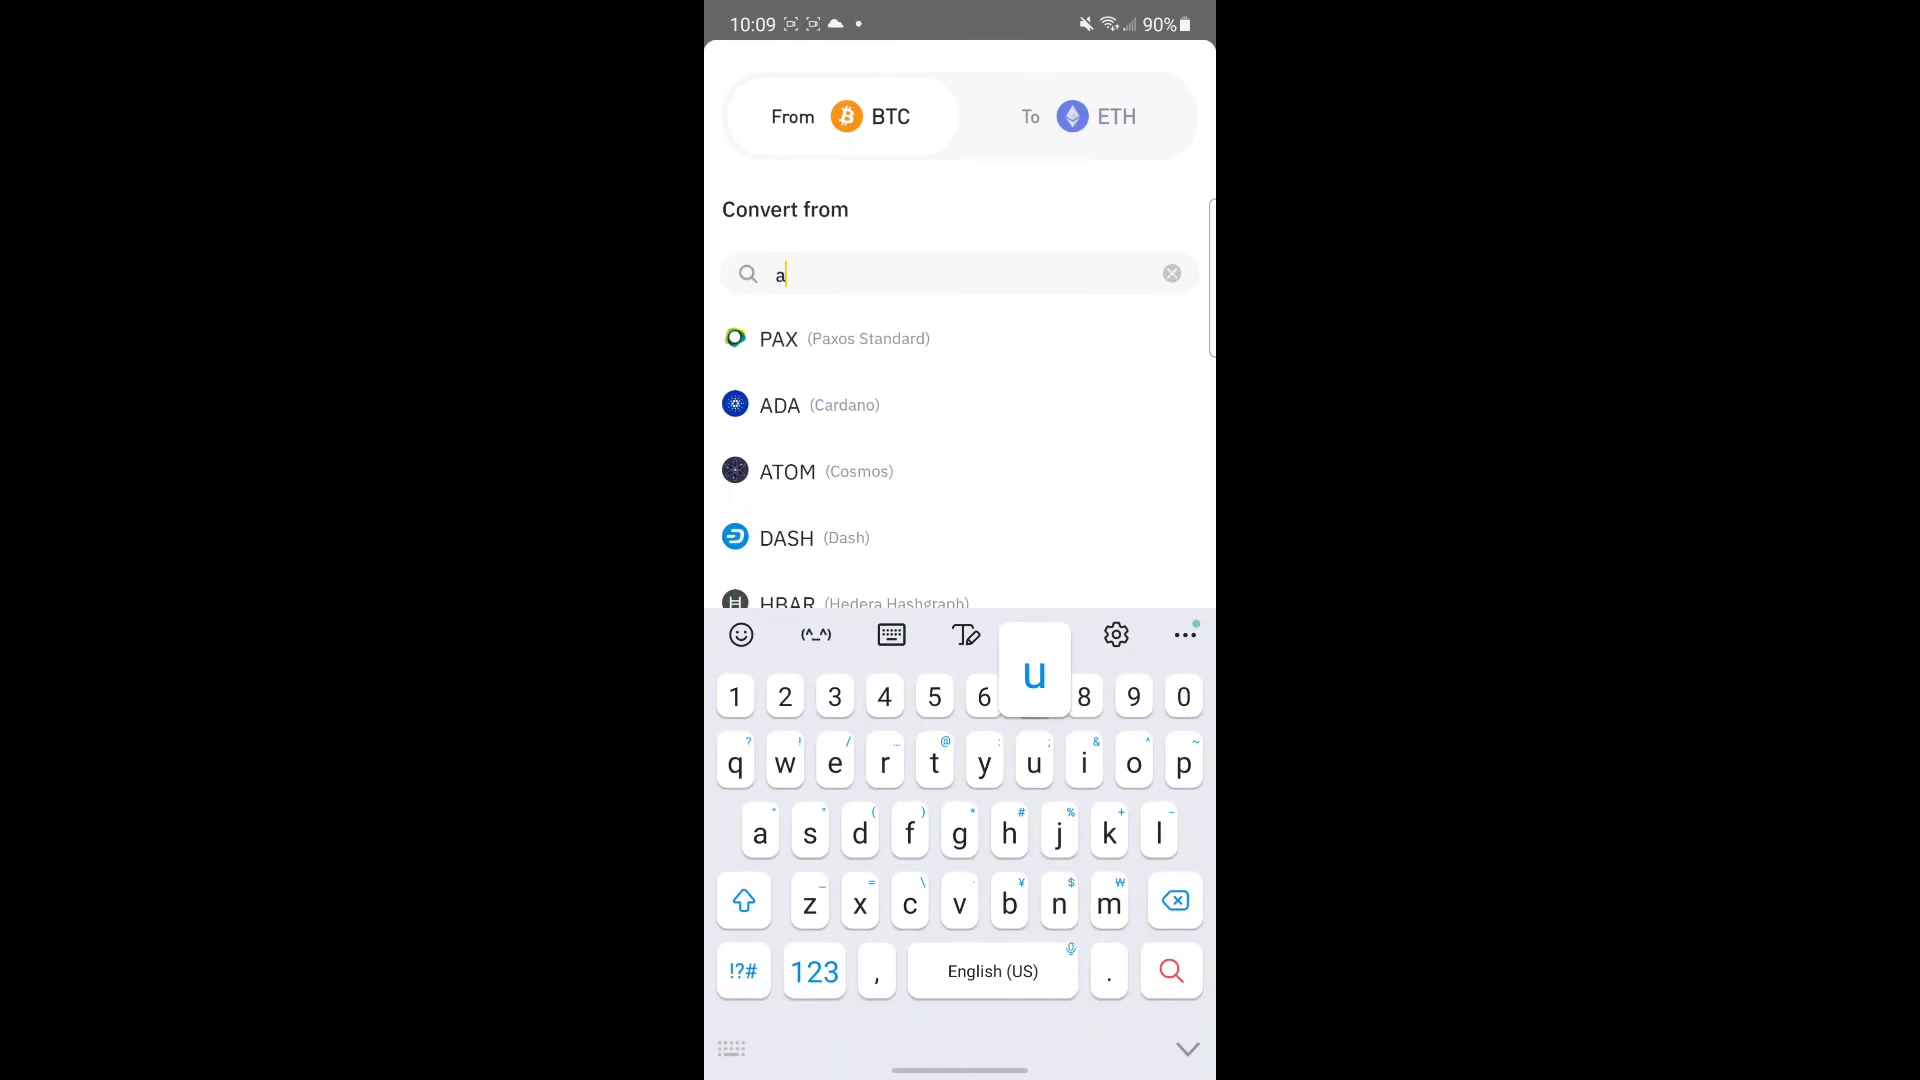 10:09 90%
From BTC To ETH
Convert from
a
PAX (Paxos Standard)
ADA (Cardano)
ATOM (Cosmos)
DASH (Dash)
HBAR (Hedera Hashgraph)
(^_^) T u
1 2 3 4 5 6 8 9 0
? ! / ... @ : ; & ^ ~
q w e r t y u i o p
" ( ) * # % + -
a s d f g h j k l
_ = \ ¥ $ ₩
z x c v b n m
!?# 123 , English (US) .